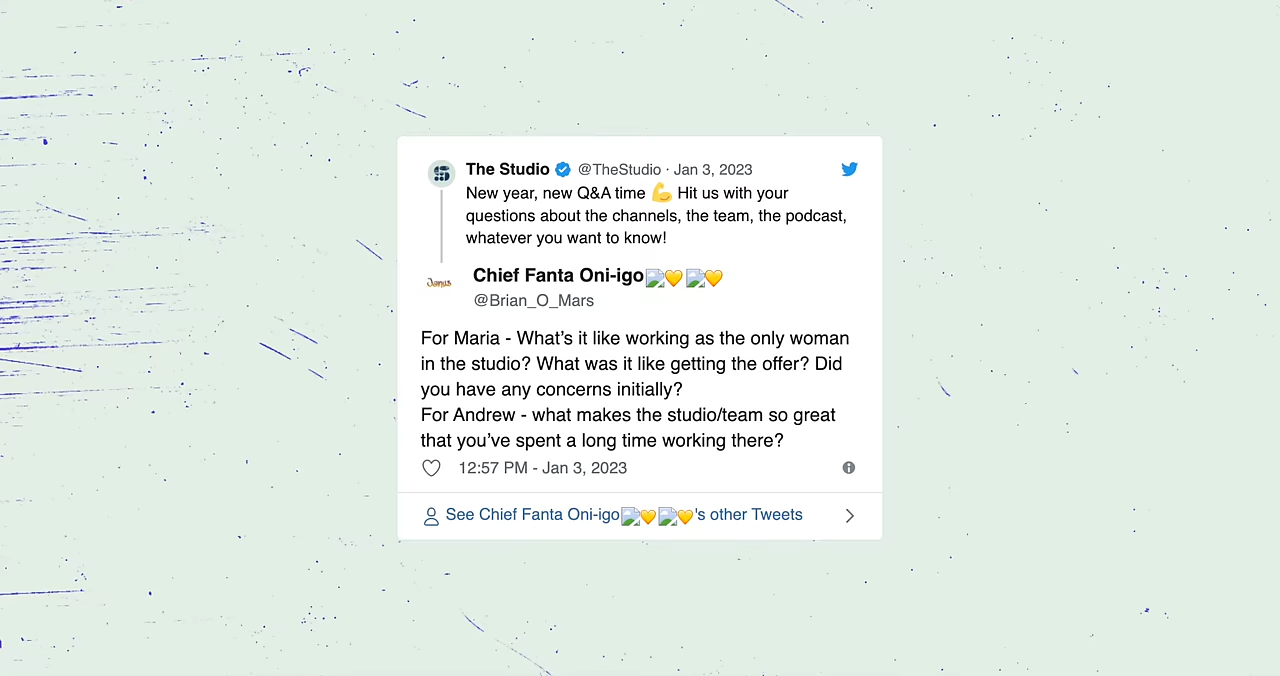 The Studio @TheStudio · Jan 3, 2023
New year, new Q&A time 💪 Hit us with your
questions about the channels, the team, the podcast,
whatever you want to know!
Janus
Chief Fanta Oni-igo💛💛
@Brian_O_Mars
For Maria - What’s it like working as the only woman
in the studio? What was it like getting the offer? Did
you have any concerns initially?
For Andrew - what makes the studio/team so great
that you’ve spent a long time working there?
12:57 PM - Jan 3, 2023
See Chief Fanta Oni-igo💛💛's other Tweets